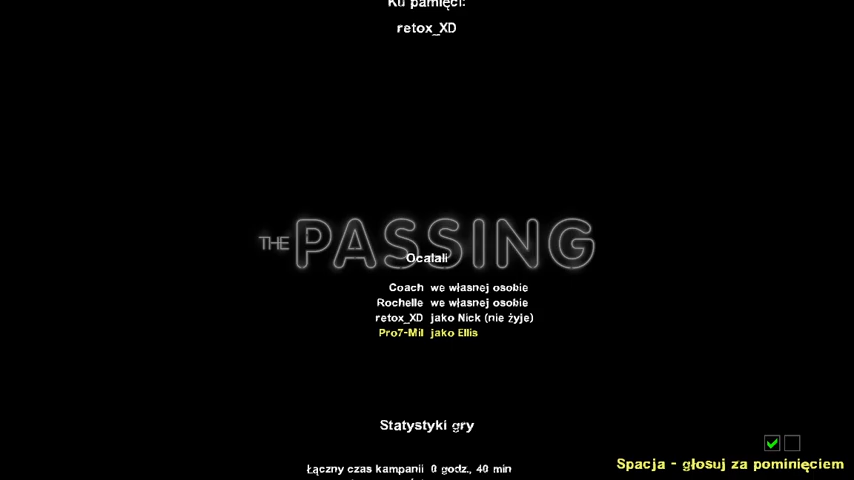 Ku pamięci:
retox_XD
THE PASSING
Ocalali
Coach we własnej osobie
Rochelle we własnej osobie
retox_XD jako Nick (nie żyje)
Pro7-Mil jako Ellis
Statystyki gry
Łączny czas kampanii 0 godz., 40 min
Spacja - głosuj za pominięciem